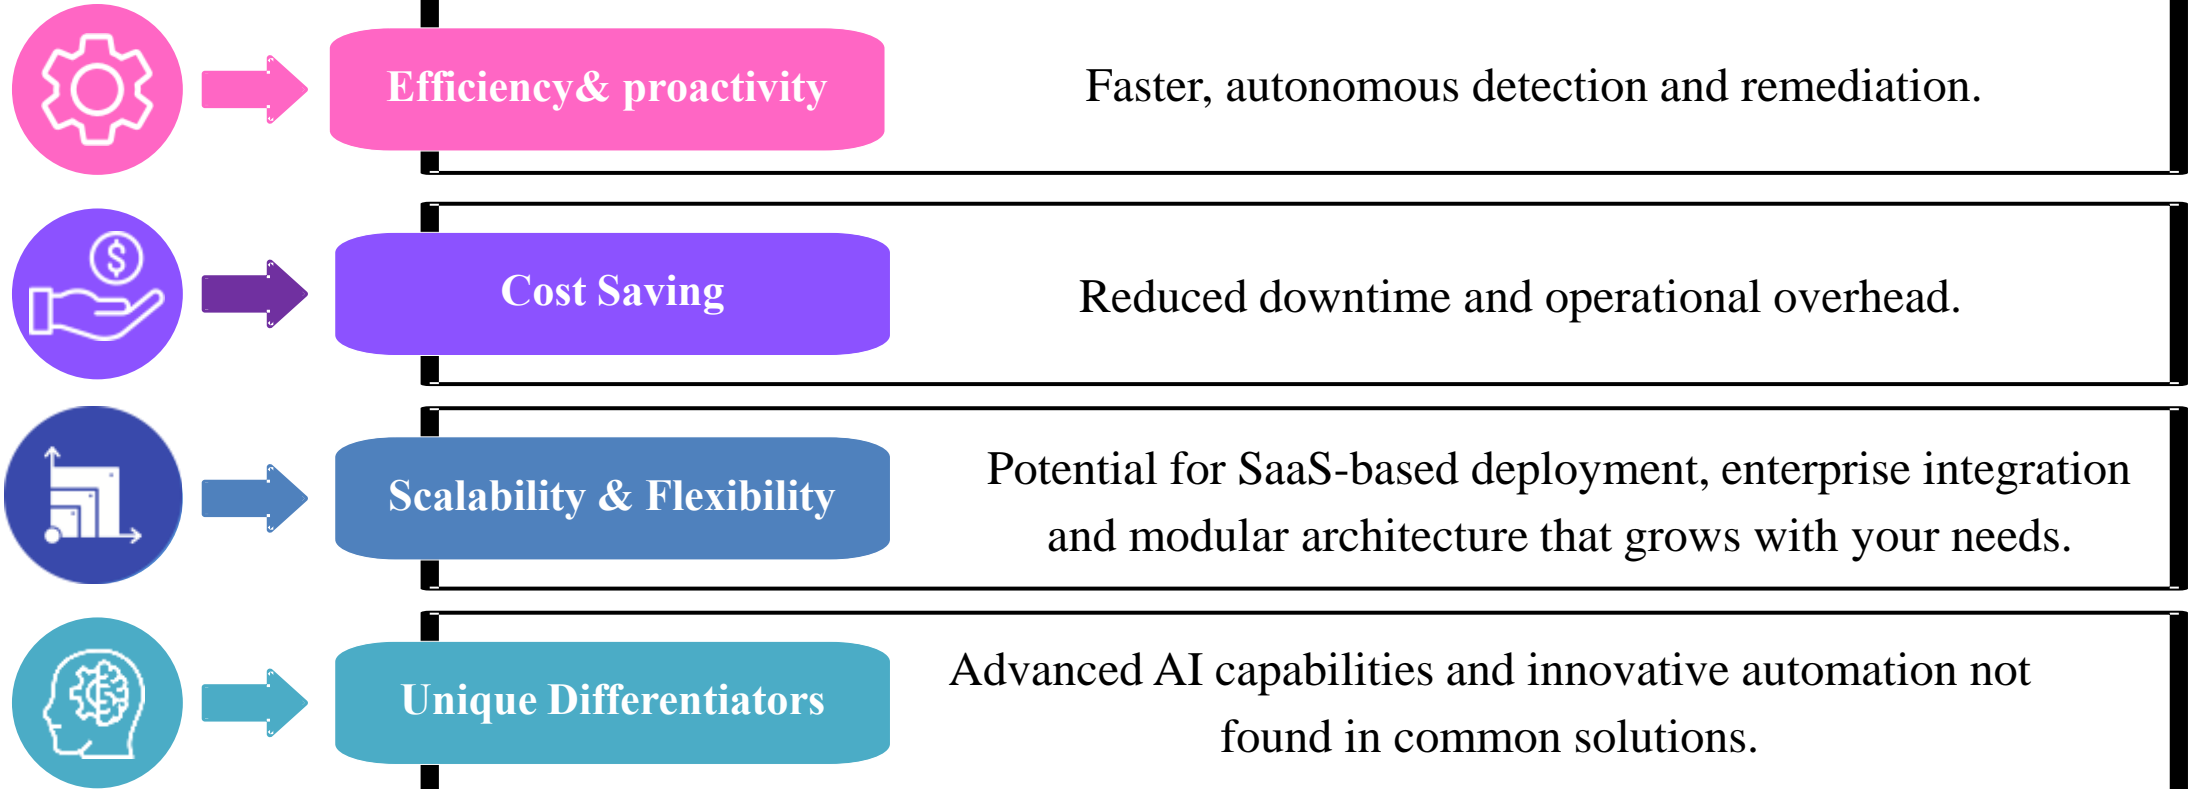 Efficiency& proactivity
Faster, autonomous detection and remediation.
Cost Saving
Reduced downtime and operational overhead.
Scalability & Flexibility
Potential for SaaS-based deployment, enterprise integration
and modular architecture that grows with your needs.
Unique Differentiators
Advanced AI capabilities and innovative automation not
found in common solutions.